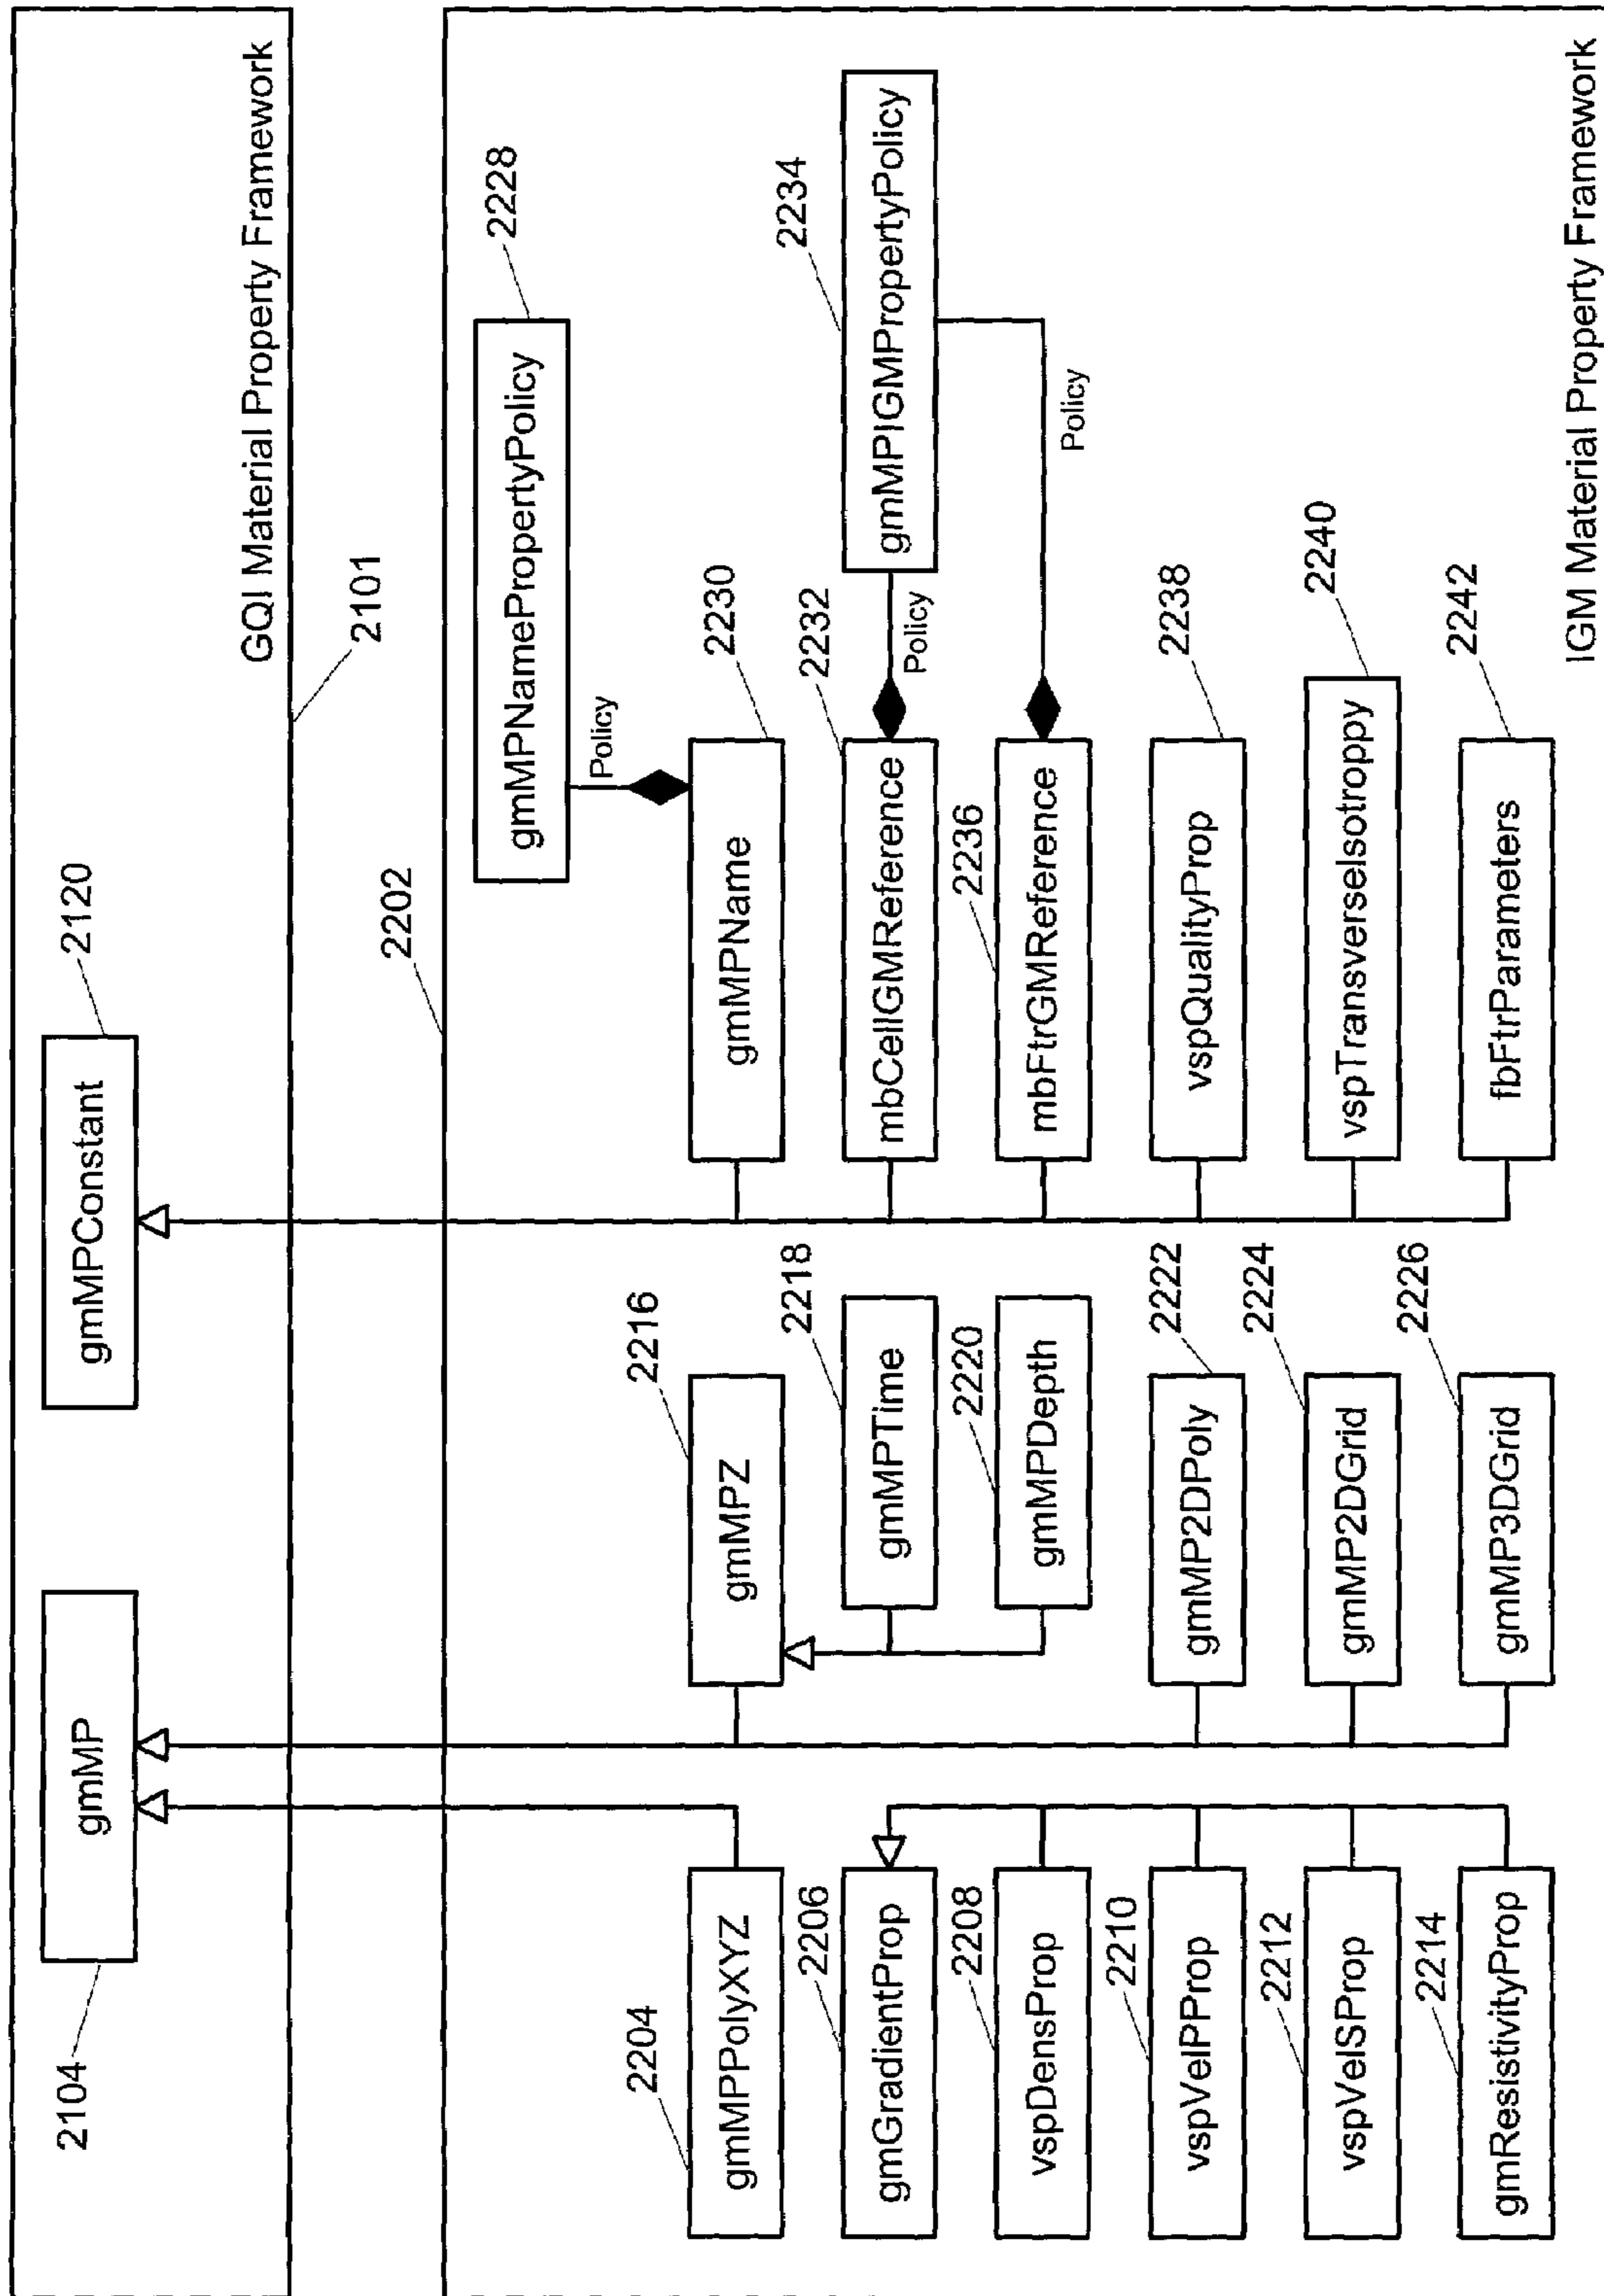 2104
gmMP
gmMPConstant
2120
GQI Material Property Framework
2101
2202
2204
gmMPPolyXYZ
2206
gmGradientProp
2208
vspDensProp
2210
vspVelPProp
2212
vspVelSProp
2214
gmResistivityProp
2216
gmMPZ
2218
gmMPTime
2220
gmMPDepth
2222
gmMP2DPoly
2224
gmMP2DGrid
2226
gmMP3DGrid
2228
gmMPNamePropertyPolicy
Policy
2230
gmMPName
2232
mbCellGMReference
Policy
2234
gmMPIGMPropertyPolicy
2236
mbFtrGMReference
Policy
2238
vspQualityProp
2240
vspTransverseIsotroppy
2242
fbFtrParameters
IGM Material Property Framework